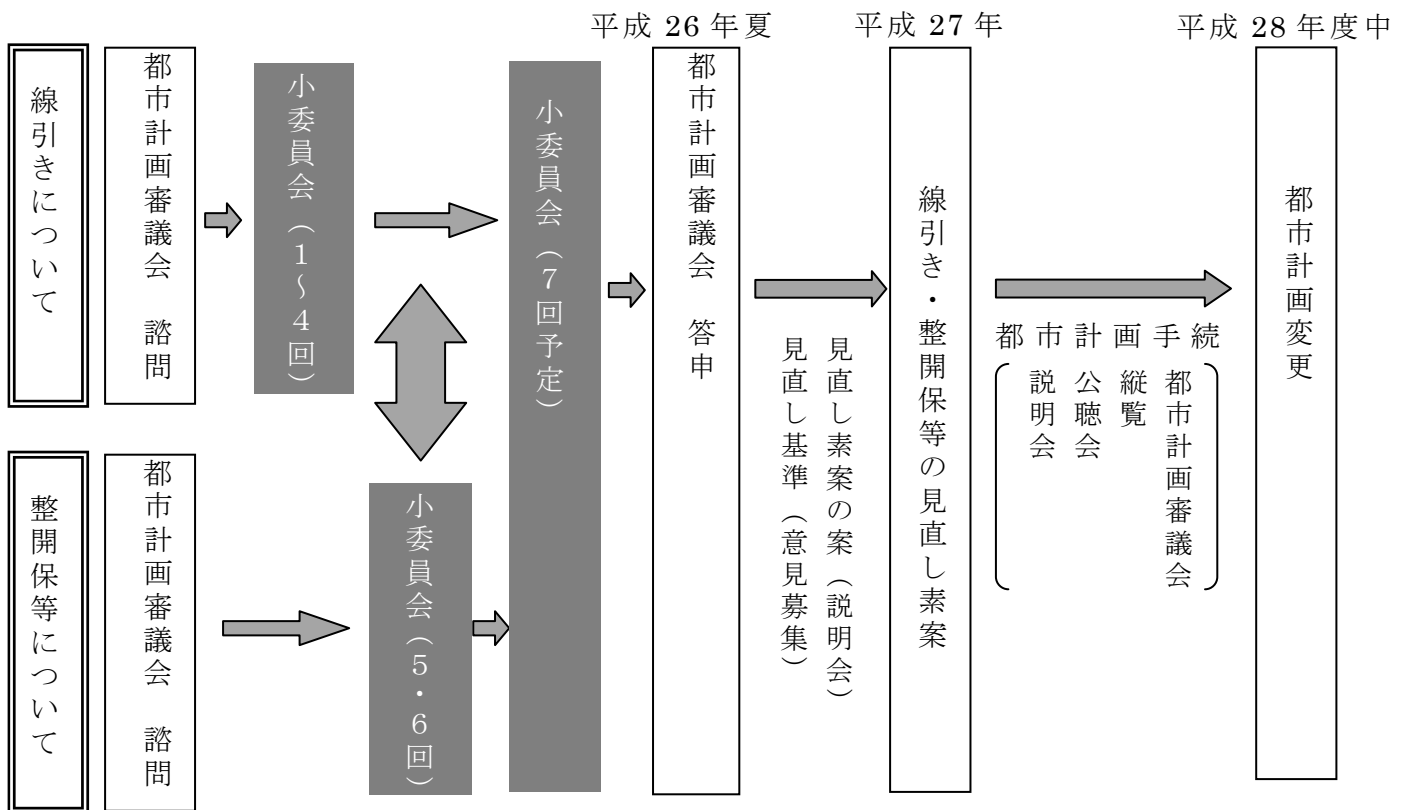 平成 26 年夏
平成 27 年
平成 28 年度中
線引きについて
都市計画審議会 諮問
小委員会（１～４回）
整開保等について
都市計画審議会 諮問
小委員会（５・６回）
小委員会（７回予定）
都市計画審議会 答申
見直し素案の案（説明会）
見直し基準（意見募集）
線引き・整開保等の見直し素案
都市計画手続
説明会
公聴会
縦覧
都市計画審議会
都市計画変更